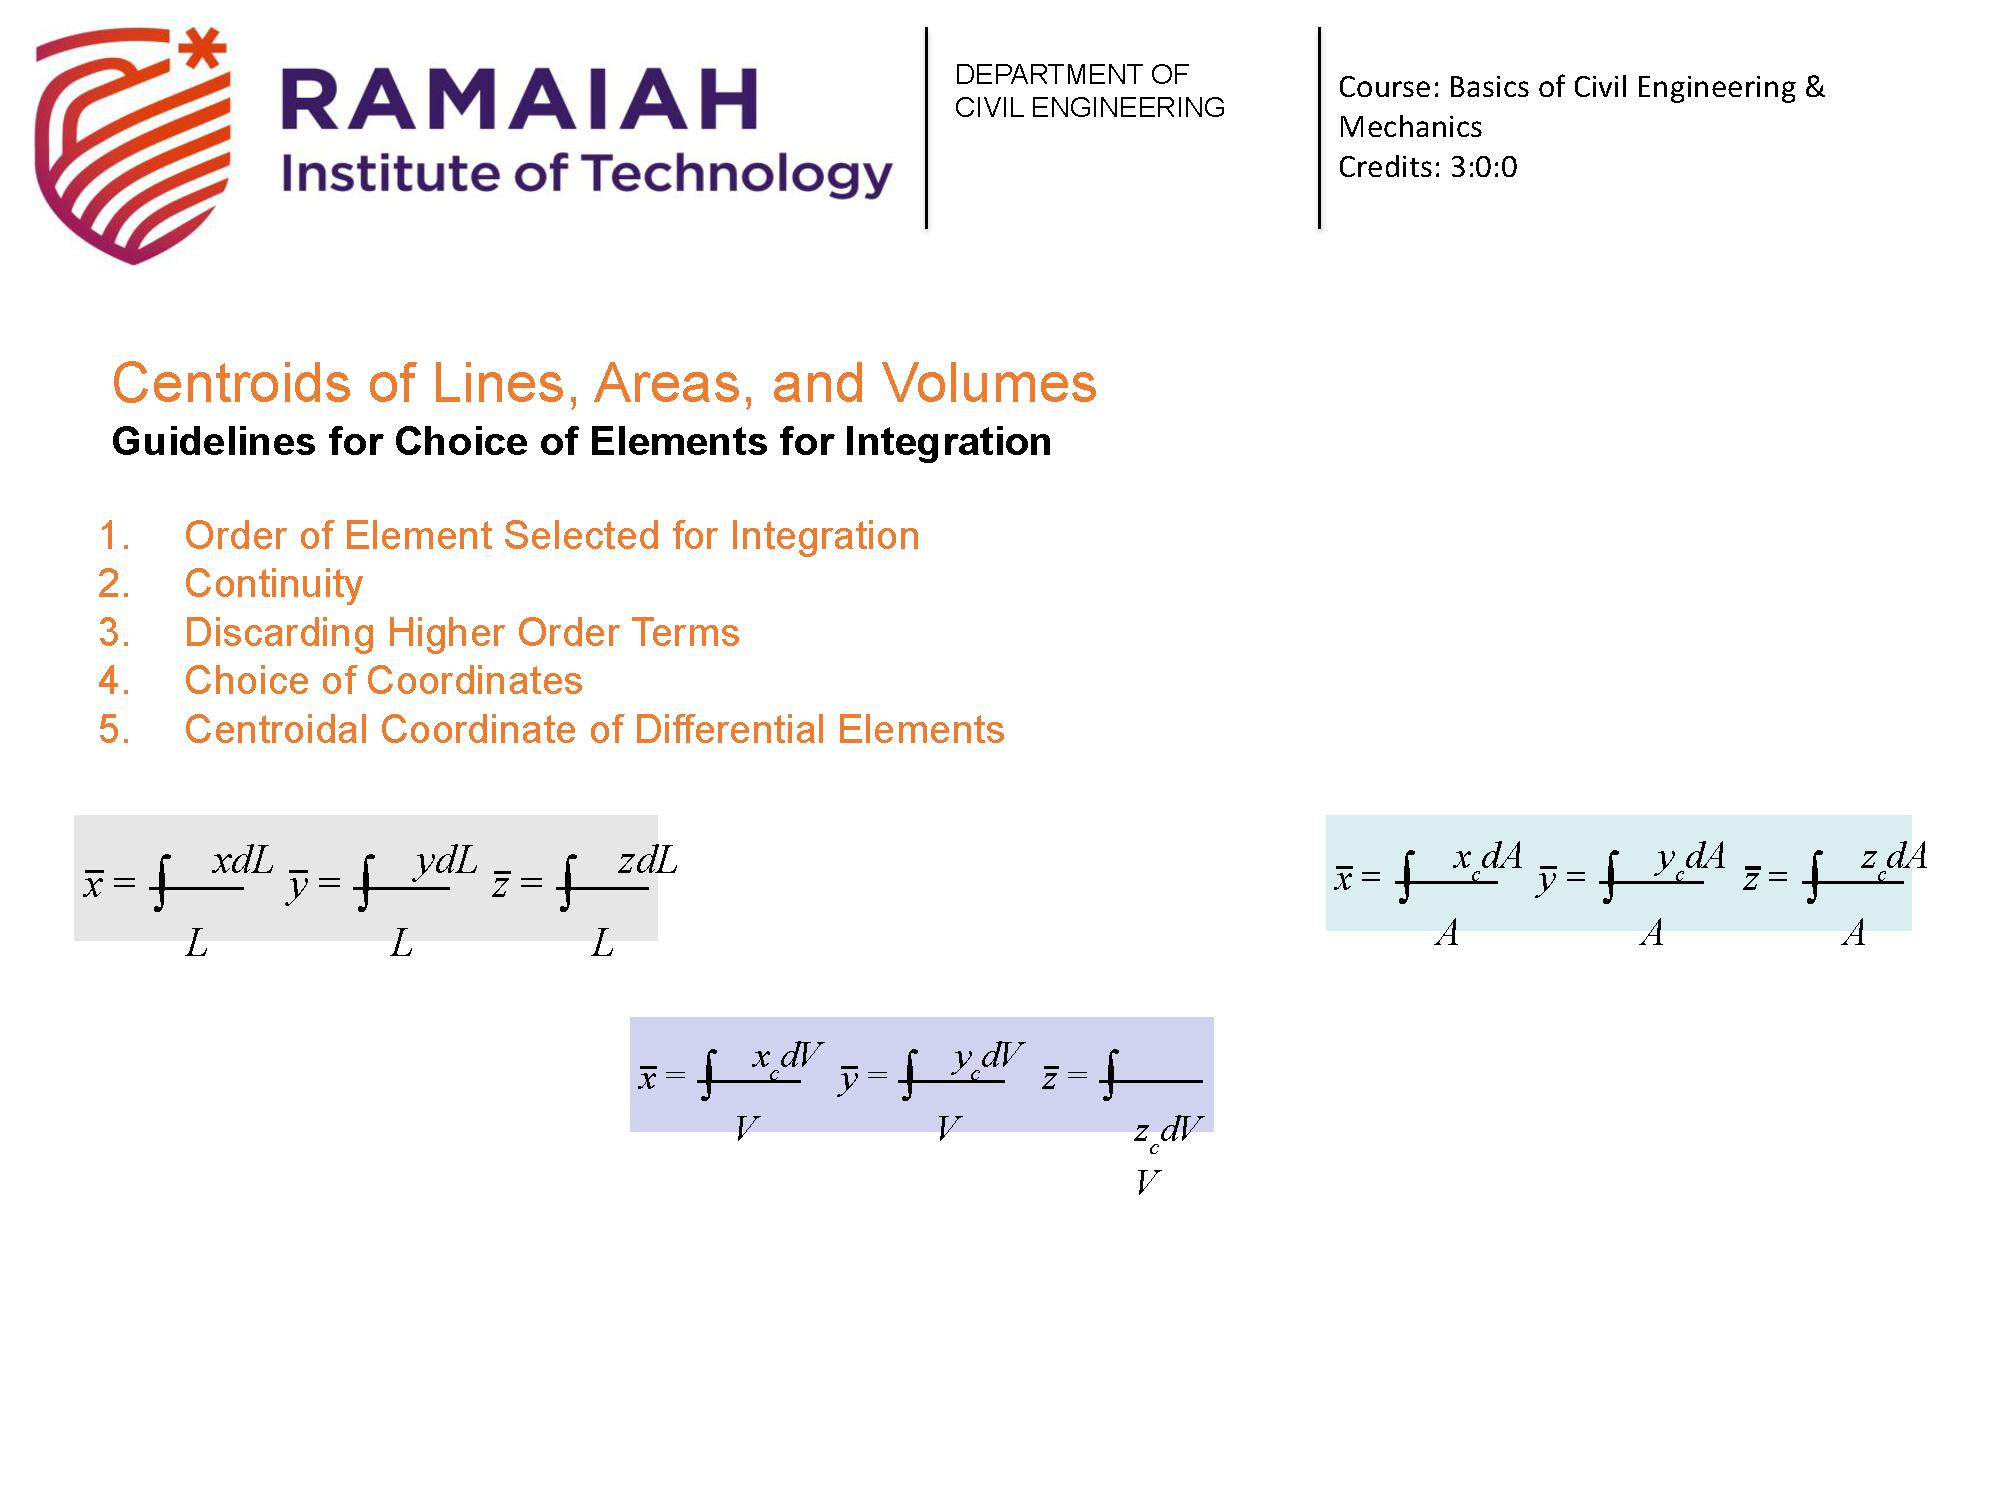 RAMAIAH
Institute of Technology
DEPARTMENT OF
CIVIL ENGINEERING
Course: Basics of Civil Engineering &
Mechanics
Credits: 3:0:0
Centroids of Lines, Areas, and Volumes
Guidelines for Choice of Elements for Integration
1. Order of Element Selected for Integration
2. Continuity
3. Discarding Higher Order Terms
4. Choice of Coordinates
5. Centroidal Coordinate of Differential Elements
x̄ = ∫ xdL ȳ = ∫ ydL z̄ = ∫ zdL
L L L
x̄ = ∫ x_c dA ȳ = ∫ y_c dA z̄ = ∫ z_c dA
A A A
x̄ = ∫ x_c dV ȳ = ∫ y_c dV z̄ = ∫
V V z_c dV
V